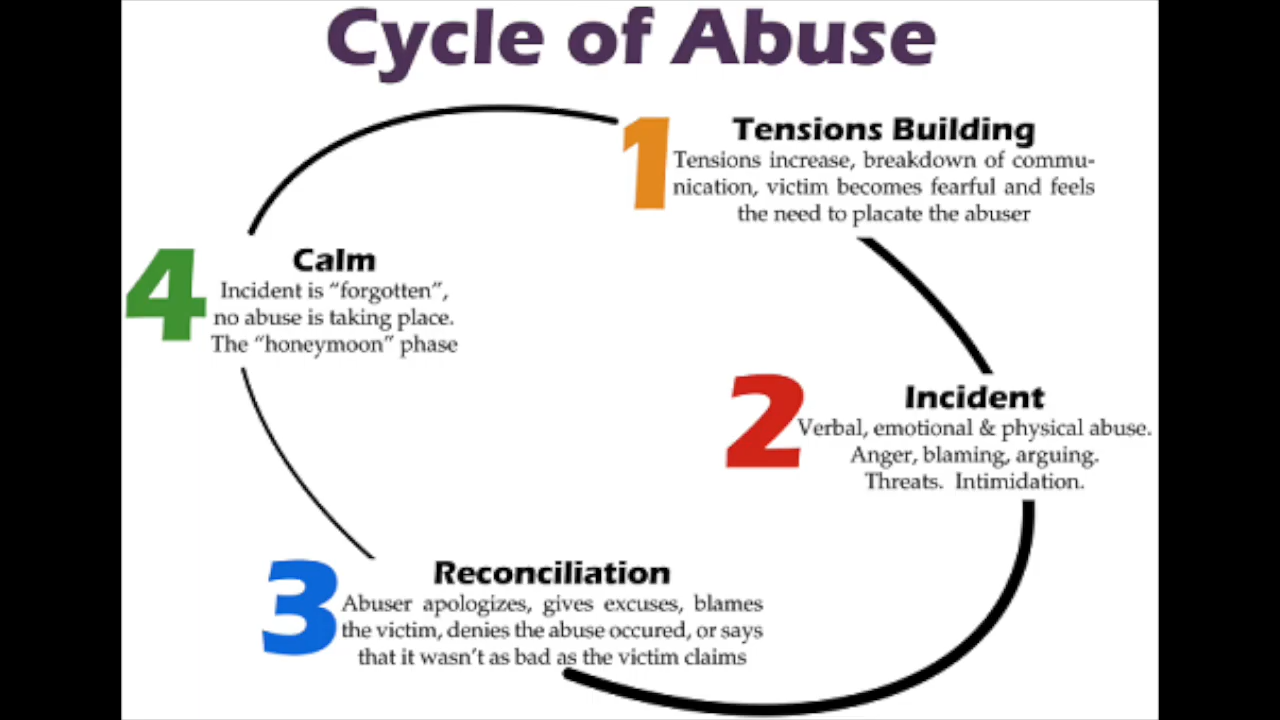 Cycle of Abuse
1
Tensions Building
Tensions increase, breakdown of commu-
nication, victim becomes fearful and feels
the need to placate the abuser
2
Incident
Verbal, emotional & physical abuse.
Anger, blaming, arguing.
Threats. Intimidation.
3
Reconciliation
Abuser apologizes, gives excuses, blames
the victim, denies the abuse occured, or says
that it wasn't as bad as the victim claims
4
Calm
Incident is “forgotten”,
no abuse is taking place.
The “honeymoon” phase